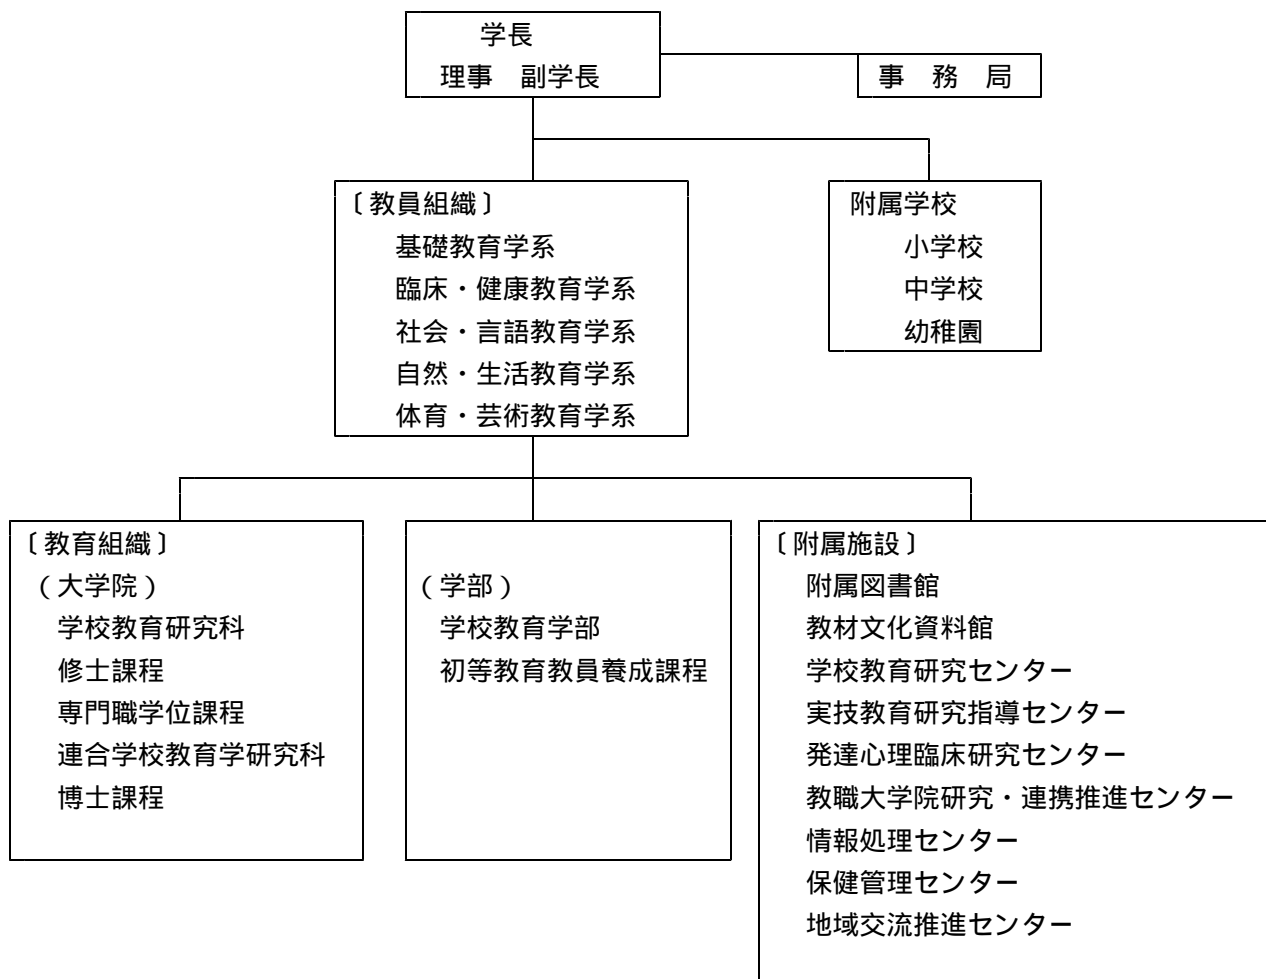 学長
理事　副学長
事　務　局
〔教員組織〕
基礎教育学系
臨床・健康教育学系
社会・言語教育学系
自然・生活教育学系
体育・芸術教育学系
附属学校
小学校
中学校
幼稚園
〔教育組織〕
（大学院）
学校教育研究科
修士課程
専門職学位課程
連合学校教育学研究科
博士課程
（学部）
学校教育学部
初等教育教員養成課程
〔附属施設〕
附属図書館
教材文化資料館
学校教育研究センター
実技教育研究指導センター
発達心理臨床研究センター
教職大学院研究・連携推進センター
情報処理センター
保健管理センター
地域交流推進センター